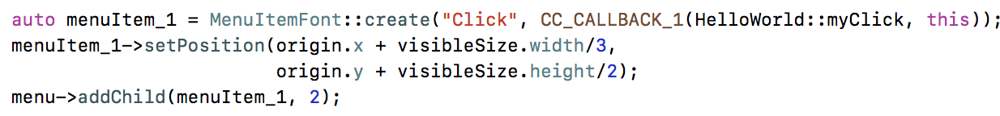 auto menuItem_1 = MenuItemFont::create("Click", CC_CALLBACK_1(HelloWorld::myClick, this));
menuItem_1->setPosition(origin.x + visibleSize.width/3,
origin.y + visibleSize.height/2);
menu->addChild(menuItem_1, 2);